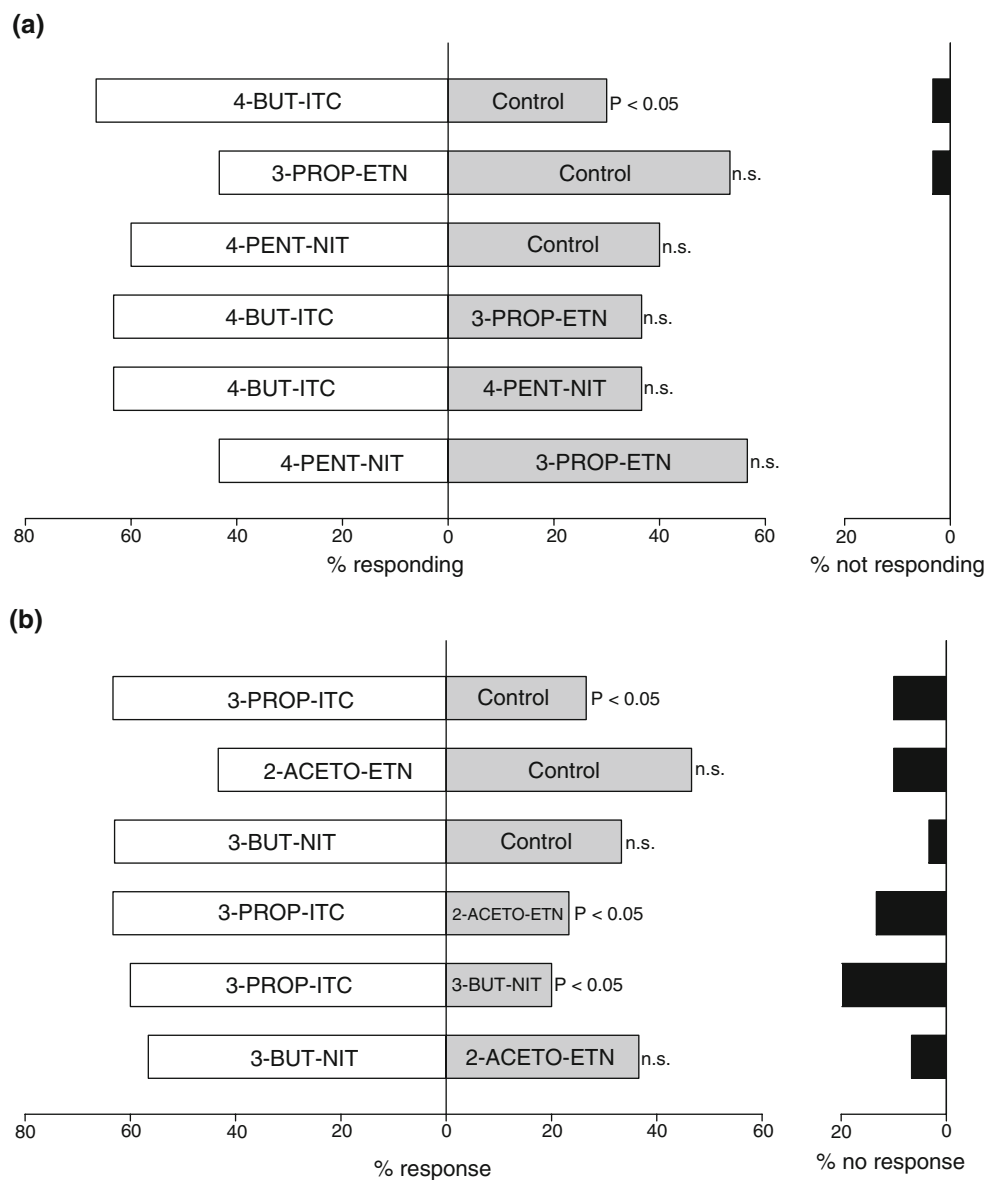 (a)
4-BUT-ITC Control P < 0.05
3-PROP-ETN Control n.s.
4-PENT-NIT Control n.s.
4-BUT-ITC 3-PROP-ETN n.s.
4-BUT-ITC 4-PENT-NIT n.s.
4-PENT-NIT 3-PROP-ETN n.s.
80 60 40 20 0 20 40 60 20 0
% responding % not responding
(b)
3-PROP-ITC Control P < 0.05
2-ACETO-ETN Control n.s.
3-BUT-NIT Control n.s.
3-PROP-ITC 2-ACETO-ETN P < 0.05
3-PROP-ITC 3-BUT-NIT P < 0.05
3-BUT-NIT 2-ACETO-ETN n.s.
80 60 40 20 0 20 40 60 20 0
% response % no response